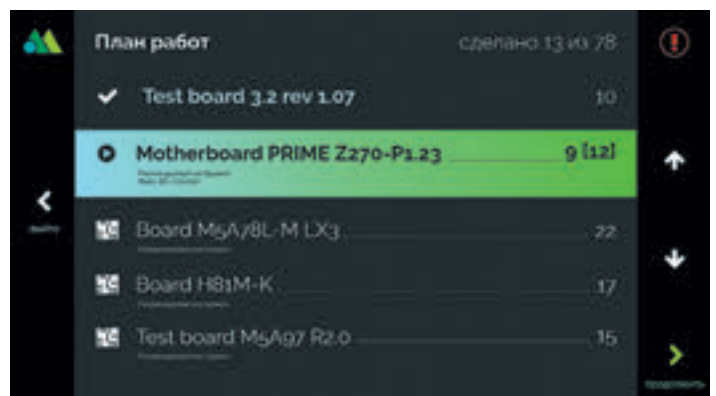 План работ
сделано 13 из 78
Test board 3.2 rev 1.07 10
Motherboard PRIME Z270-P1.23 9 [12]
Board M5A78L-M LX3 22
Board H81M-K 17
Test board M5A97 R2.0 15
продолжить